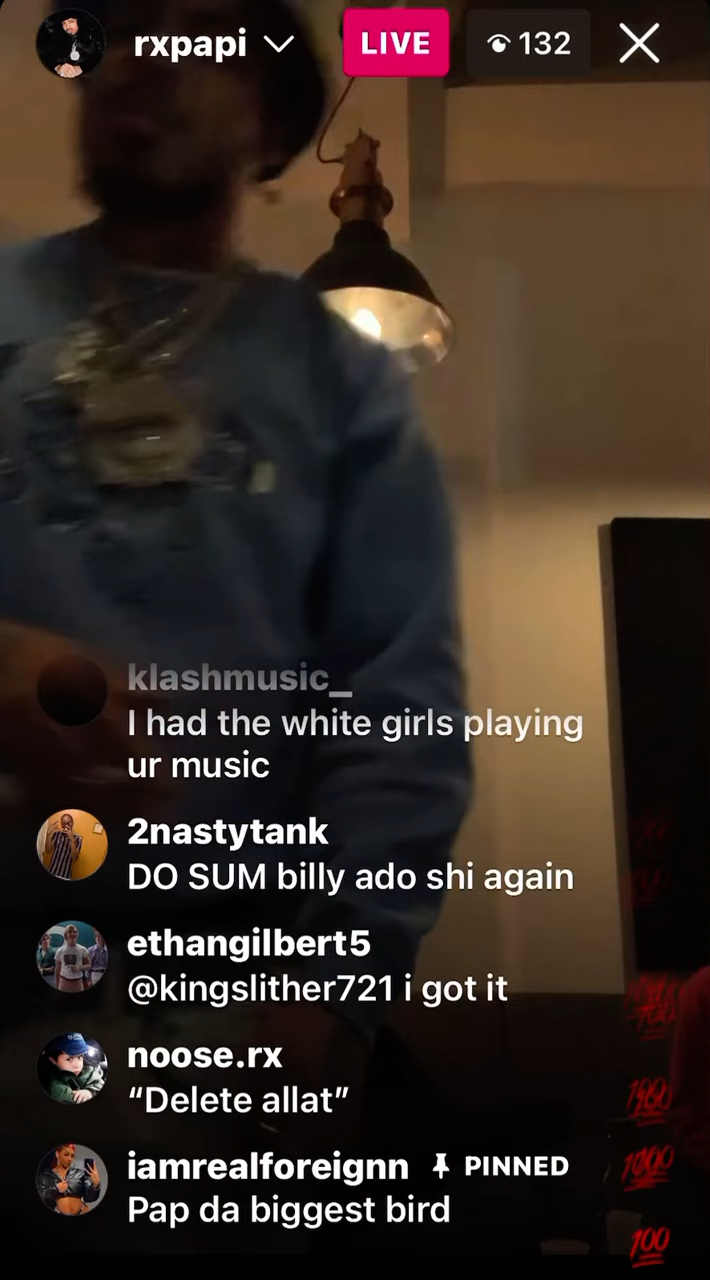 rxpapi
LIVE
132
klashmusic_
I had the white girls playing
ur music
2nastytank
DO SUM billy ado shi again
ethangilbert5
@kingslither721 i got it
noose.rx
“Delete allat”
iamrealforeignn PINNED
Pap da biggest bird
100